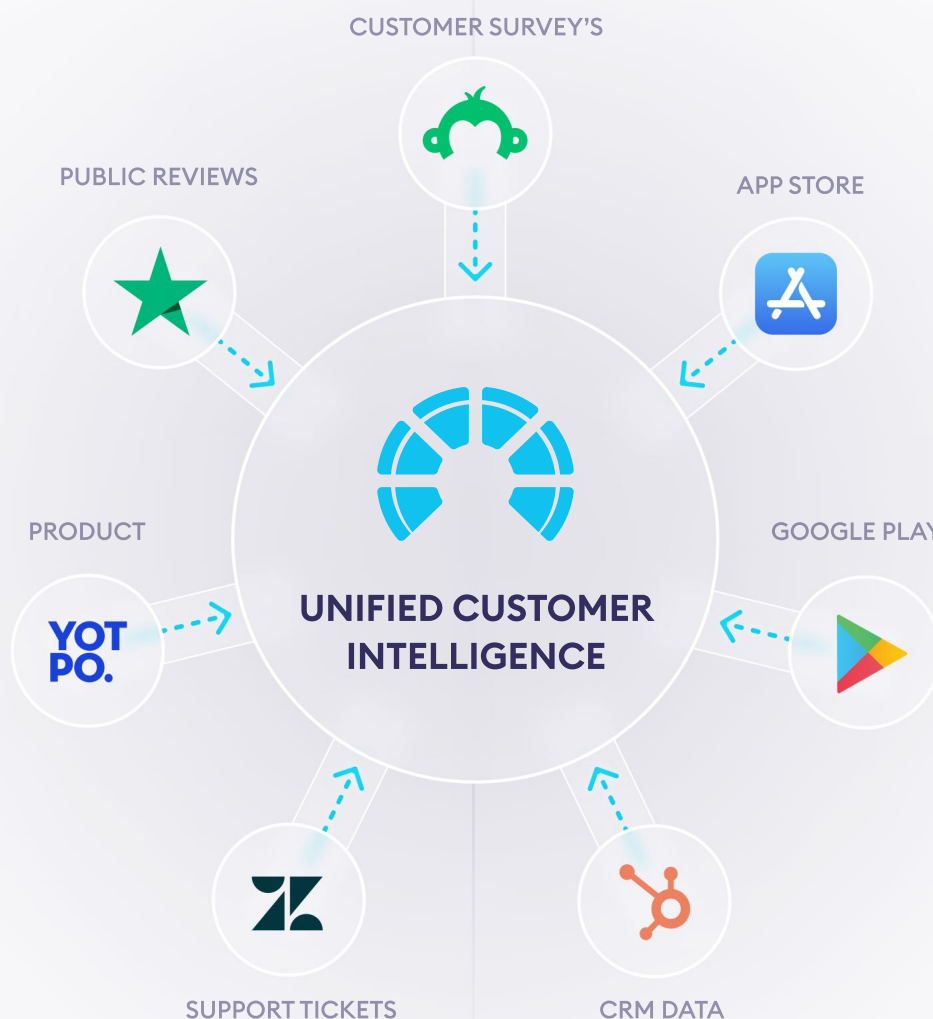 CUSTOMER SURVEY'S
PUBLIC REVIEWS
APP STORE
PRODUCT
GOOGLE PLAY
YOT
PO.
UNIFIED CUSTOMER
INTELLIGENCE
SUPPORT TICKETS
CRM DATA